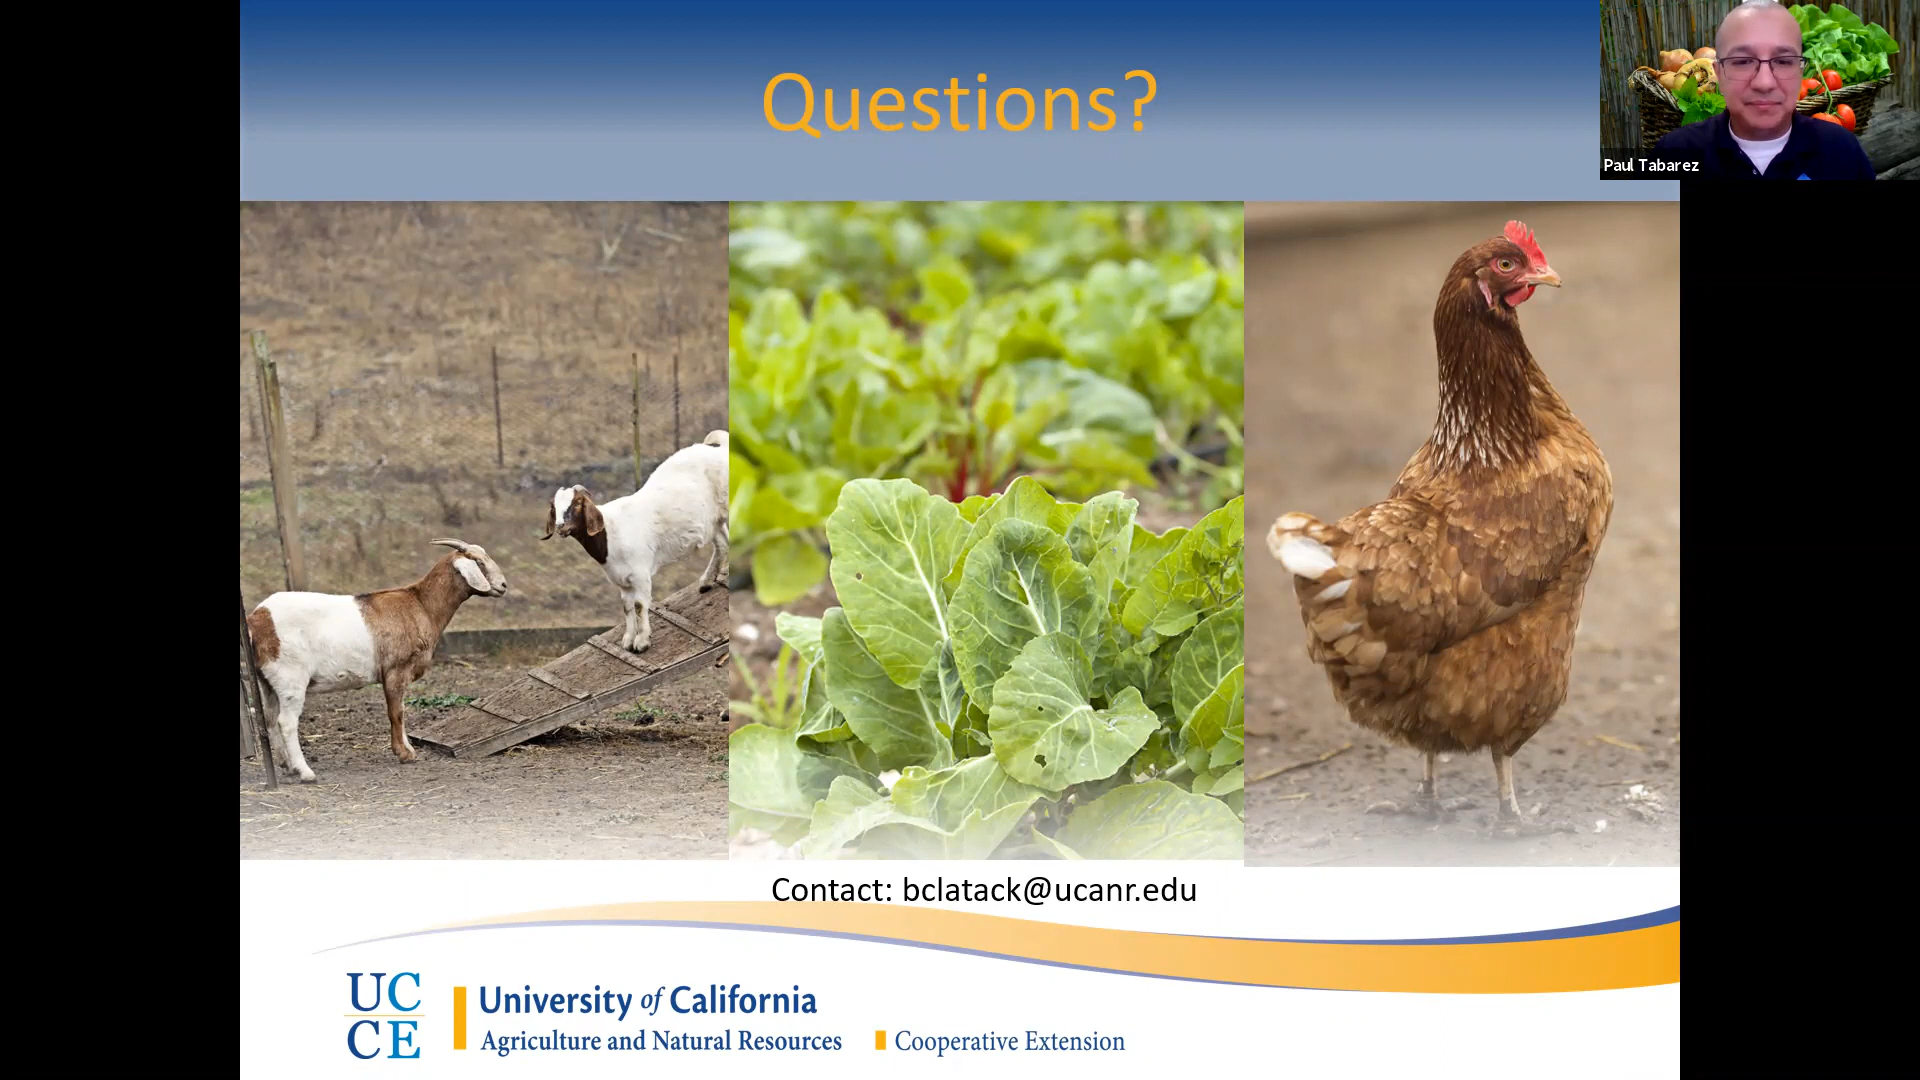 Questions?
Paul Tabarez
Contact: bclatack@ucanr.edu
UC
CE
University of California
Agriculture and Natural Resources
Cooperative Extension